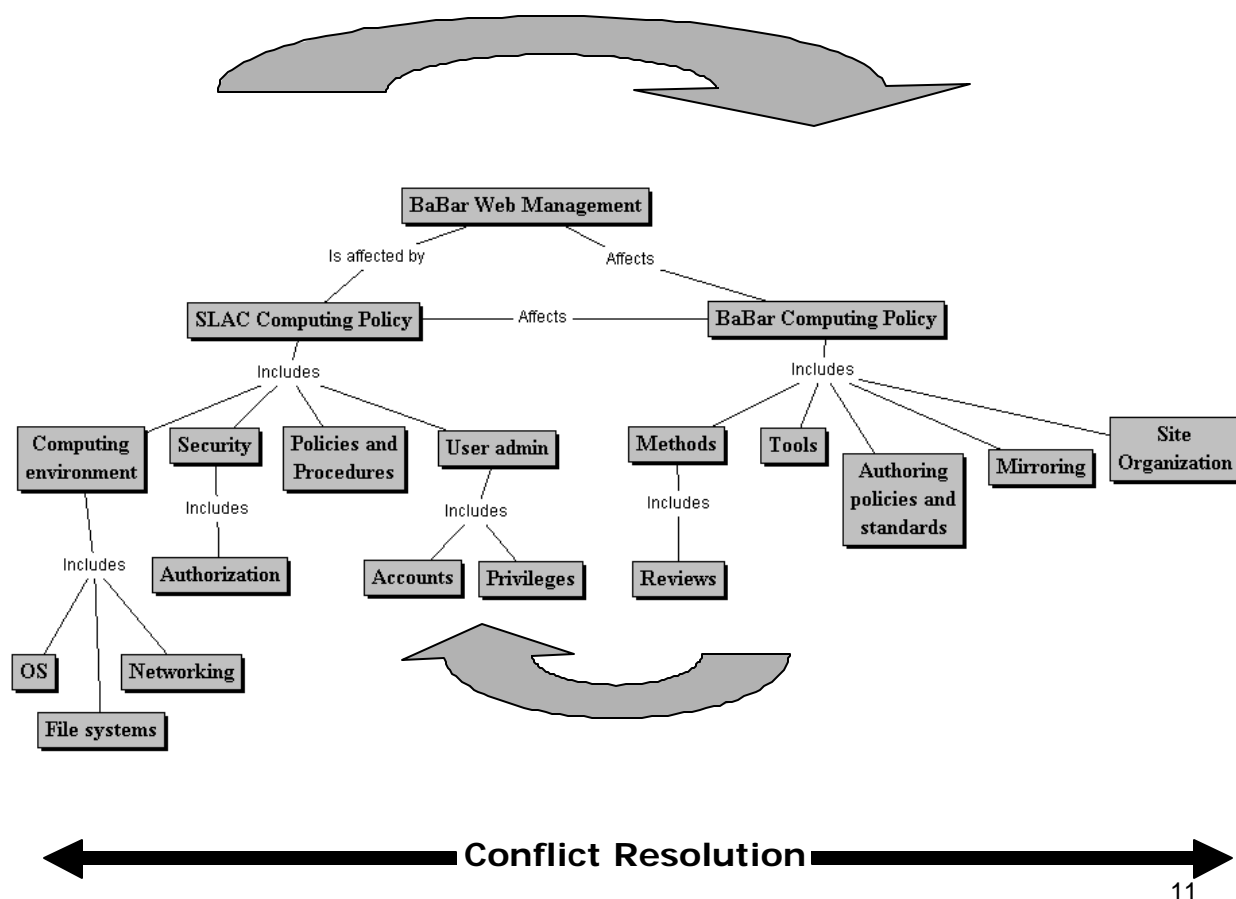 BaBar Web Management
Is affected by
Affects
SLAC Computing Policy
Affects
BaBar Computing Policy
Includes
Includes
Computing
environment
Security
Policies and
Procedures
User admin
Methods
Tools
Authoring
policies and
standards
Mirroring
Site
Organization
Includes
Includes
Includes
Includes
Authorization
Accounts
Privileges
Reviews
OS
Networking
File systems
Conflict Resolution
11